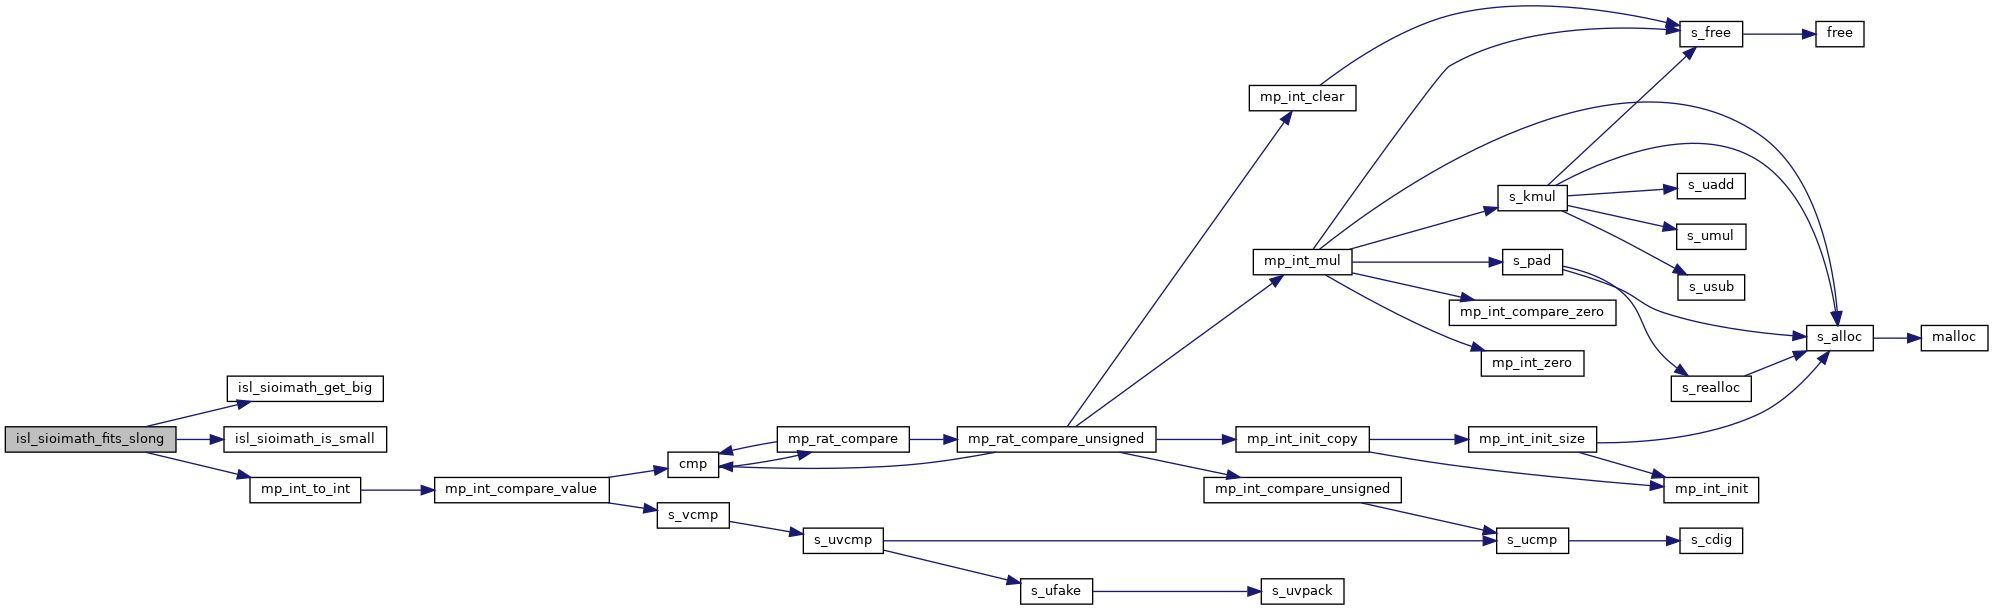 isl_sioimath_fits_slong
isl_sioimath_get_big
isl_sioimath_is_small
mp_int_to_int
mp_int_compare_value
cmp
s_vcmp
mp_rat_compare
s_uvcmp
mp_rat_compare_unsigned
s_ufake
mp_int_clear
mp_int_mul
mp_int_init_copy
mp_int_compare_unsigned
s_uvpack
s_kmul
s_pad
mp_int_compare_zero
mp_int_zero
mp_int_init_size
s_ucmp
s_free
s_uadd
s_umul
s_usub
s_realloc
mp_int_init
s_cdig
free
s_alloc
malloc